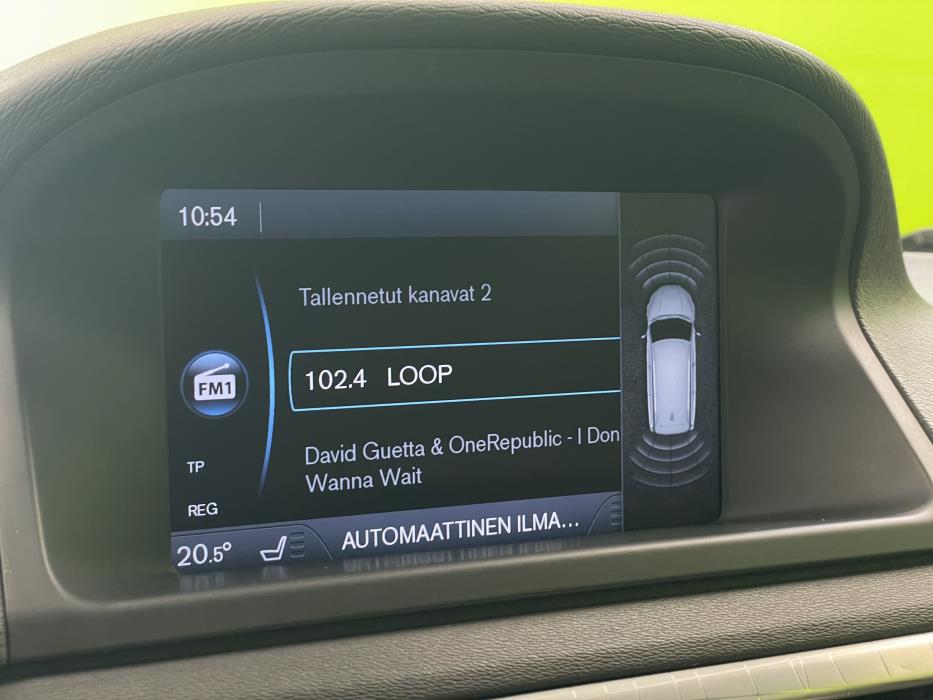 10:54
Tallennetut kanavat 2
FM1
102.4 LOOP
David Guetta & OneRepublic - I Don
Wanna Wait
TP
REG
20.5° AUTOMAATTINEN ILMA...